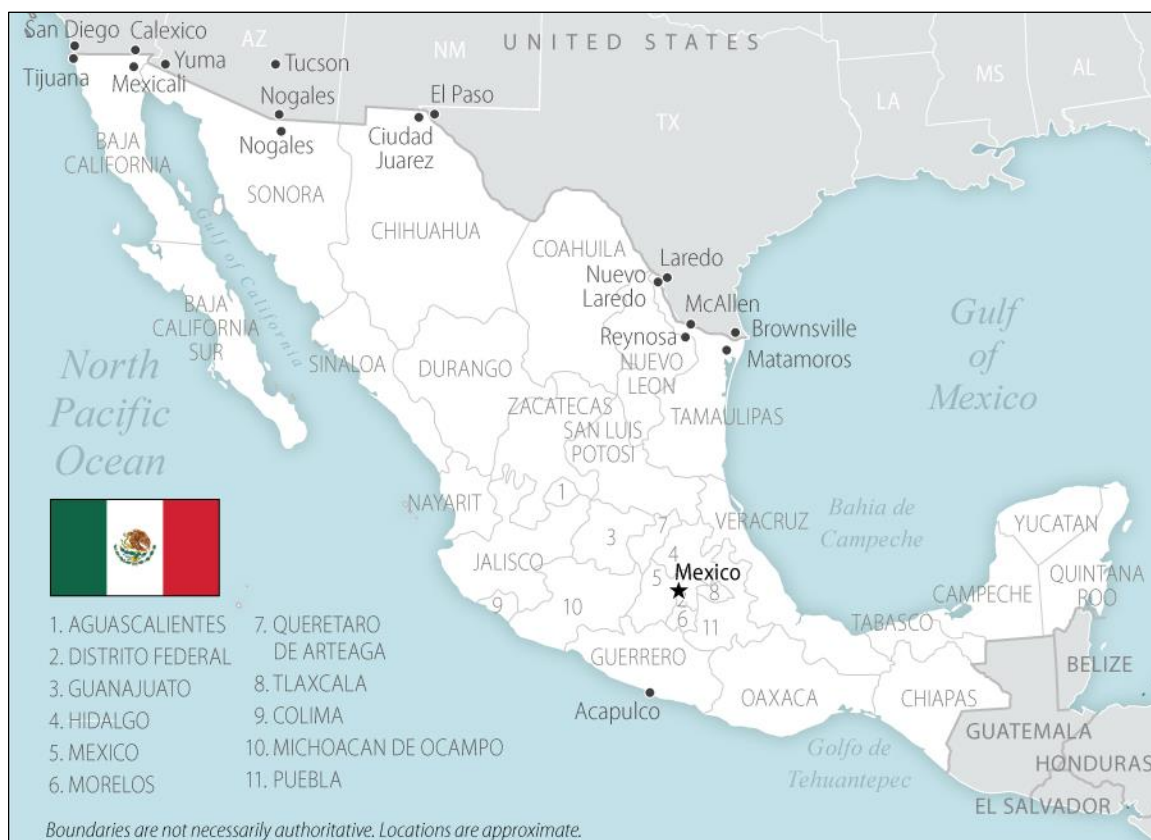 San Diego
Calexico
AZ
NM
UNITED STATES
MS
AL
Tijuana
Mexicali
Yuma
Tucson
LA
Nogales
El Paso
TX
Nogales
Ciudad
Juarez
BAJA
CALIFORNIA
SONORA
CHIHUAHUA
Gulf of California
COAHUILA
Laredo
Nuevo
Laredo
McAllen
BAJA
CALIFORNIA
SUR
Reynosa
Brownsville
Matamoros
Gulf
of
Mexico
North
Pacific
Ocean
SINALOA
DURANGO
NUEVO
LEON
ZACATECAS
SAN LUIS
POTOSI
TAMAULIPAS
NAYARIT
1
VERACRUZ
Bahia de
Campeche
YUCATAN
7
3
4
JALISCO
5
Mexico
8
QUINTANA
ROO
CAMPECHE
9
10
2
6
11
TABASCO
GUERRERO
BELIZE
Acapulco
OAXACA
CHIAPAS
GUATEMALA
Golfo de
Tehuantepec
HONDURAS
EL SALVADOR
1. AGUASCALIENTES
2. DISTRITO FEDERAL
3. GUANAJUATO
4. HIDALGO
5. MEXICO
6. MORELOS
7. QUERETARO
DE ARTEAGA
8. TLAXCALA
9. COLIMA
10. MICHOACAN DE OCAMPO
11. PUEBLA
Boundaries are not necessarily authoritative. Locations are approximate.